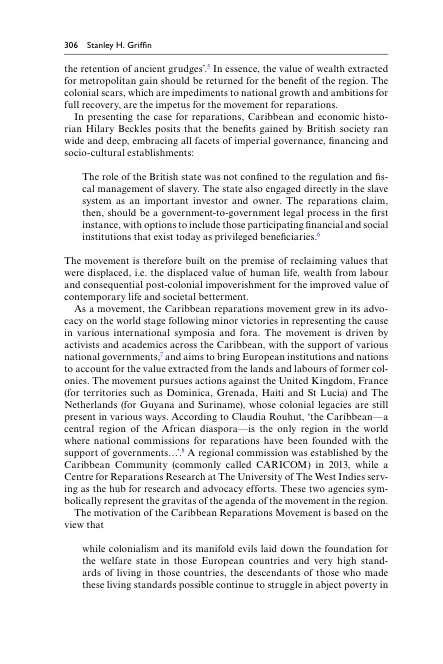 306 Stanley H. Griffin
the retention of ancient grudges'.5 In essence, the value of wealth extracted
for metropolitan gain should be returned for the benefit of the region. The
colonial scars, which are impediments to national growth and ambitions for
full recovery, are the impetus for the movement for reparations.
In presenting the case for reparations, Caribbean and economic histo-
rian Hilary Beckles posits that the benefits gained by British society ran
wide and deep, embracing all facets of imperial governance, financing and
socio-cultural establishments:
The role of the British state was not confined to the regulation and fis-
cal management of slavery. The state also engaged directly in the slave
system as an important investor and owner. The reparations claim,
then, should be a government-to-government legal process in the first
instance, with options to include those participating financial and social
institutions that exist today as privileged beneficiaries.6
The movement is therefore built on the premise of reclaiming values that
were displaced, i.e. the displaced value of human life, wealth from labour
and consequential post-colonial impoverishment for the improved value of
contemporary life and societal betterment.
As a movement, the Caribbean reparations movement grew in its advo-
cacy on the world stage following minor victories in representing the cause
in various international symposia and fora. The movement is driven by
activists and academics across the Caribbean, with the support of various
national governments,7 and aims to bring European institutions and nations
to account for the value extracted from the lands and labours of former col-
onies. The movement pursues actions against the United Kingdom, France
(for territories such as Dominica, Grenada, Haiti and St Lucia) and The
Netherlands (for Guyana and Suriname), whose colonial legacies are still
present in various ways. According to Claudia Rouhut, 'the Caribbean—a
central region of the African diaspora—is the only region in the world
where national commissions for reparations have been founded with the
support of governments…'.8 A regional commission was established by the
Caribbean Community (commonly called CARICOM) in 2013, while a
Centre for Reparations Research at The University of The West Indies serv-
ing as the hub for research and advocacy efforts. These two agencies sym-
bolically represent the gravitas of the agenda of the movement in the region.
The motivation of the Caribbean Reparations Movement is based on the
view that
while colonialism and its manifold evils laid down the foundation for
the welfare state in those European countries and very high stand-
ards of living in those countries, the descendants of those who made
these living standards possible continue to struggle in abject poverty in